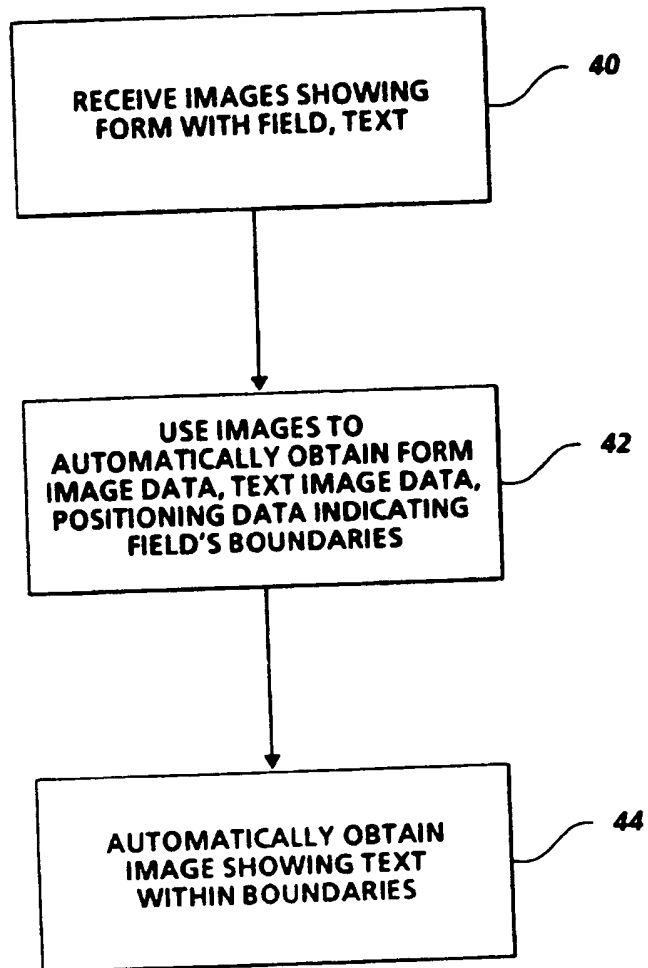 RECEIVE IMAGES SHOWING
FORM WITH FIELD, TEXT
40
USE IMAGES TO
AUTOMATICALLY OBTAIN FORM
IMAGE DATA, TEXT IMAGE DATA,
POSITIONING DATA INDICATING
FIELD'S BOUNDARIES
42
AUTOMATICALLY OBTAIN
IMAGE SHOWING TEXT
WITHIN BOUNDARIES
44